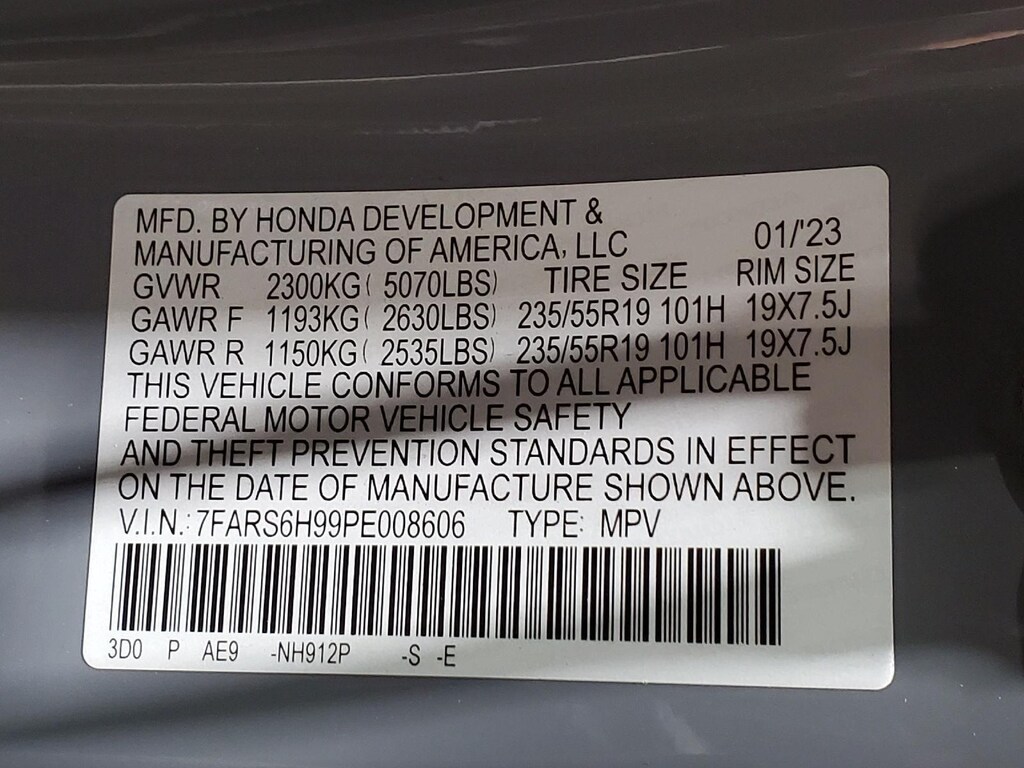 MFD. BY HONDA DEVELOPMENT &
MANUFACTURING OF AMERICA, LLC 01/'23
GVWR 2300KG( 5070LBS) TIRE SIZE RIM SIZE
GAWR F 1193KG( 2630LBS) 235/55R19 101H 19X7.5J
GAWR R 1150KG( 2535LBS) 235/55R19 101H 19X7.5J
THIS VEHICLE CONFORMS TO ALL APPLICABLE
FEDERAL MOTOR VEHICLE SAFETY
AND THEFT PREVENTION STANDARDS IN EFFECT
ON THE DATE OF MANUFACTURE SHOWN ABOVE.
V.I.N.: 7FARS6H99PE008606 TYPE: MPV
3D0 P AE9 -NH912P -S -E